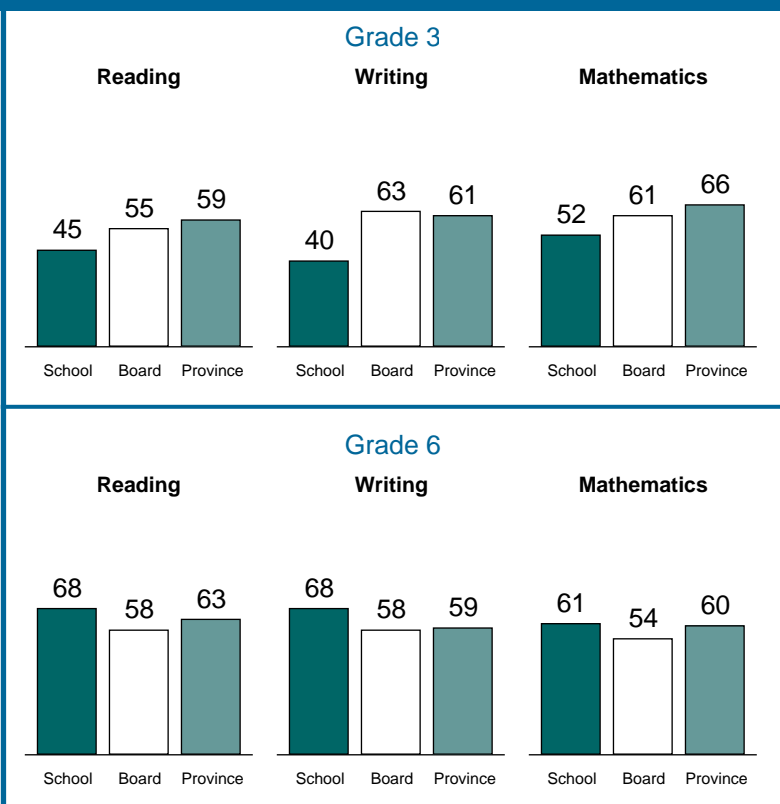 Grade 3
Reading Writing Mathematics
45 55 59 40 63 61 52 61 66
School Board Province School Board Province School Board Province
Grade 6
Reading Writing Mathematics
68 58 63 68 58 59 61 54 60
School Board Province School Board Province School Board Province